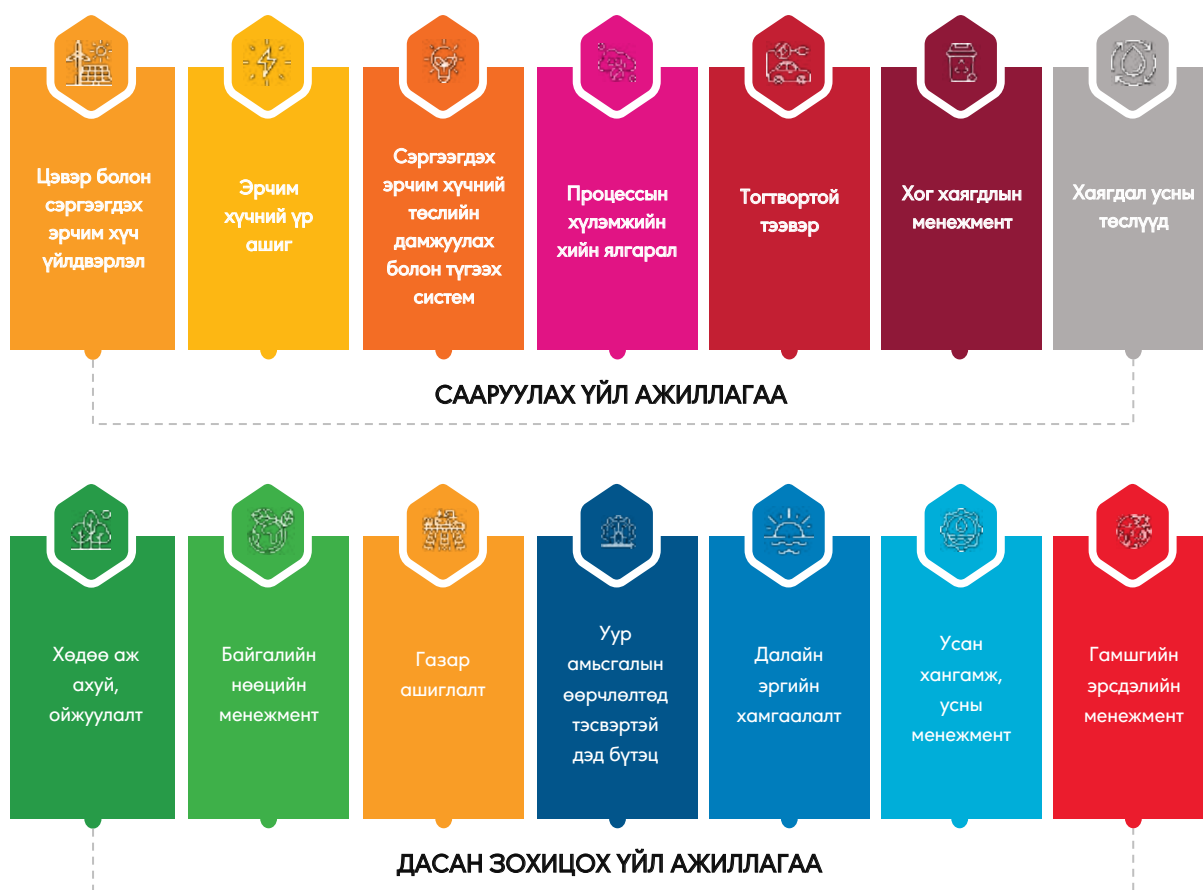 Цэвэр болон
сэргээгдэх
эрчим хүч
үйлдвэрлэл
Эрчим
хүчний үр
ашиг
Сэргээгдэх
эрчим хүчний
төслийн
дамжуулах
болон түгээх
систем
Процессын
хүлэмжийн
хийн ялгарал
Тогтвортой
тээвэр
Хог хаягдлын
менежмент
Хаягдал усны
төслүүд
СААРУУЛАХ ҮЙЛ АЖИЛЛАГАА
Хөдөө аж
ахуй,
ойжуулалт
Байгалийн
нөөцийн
менежмент
Газар
ашиглалт
Уур
амьсгалын
өөрчлөлтөд
тэсвэртэй
дэд бүтэц
Далайн
эргийн
хамгаалалт
Усан
хангамж,
усны
менежмент
Гамшгийн
эрсдэлийн
менежмент
ДАСАН ЗОХИЦОХ ҮЙЛ АЖИЛЛАГАА